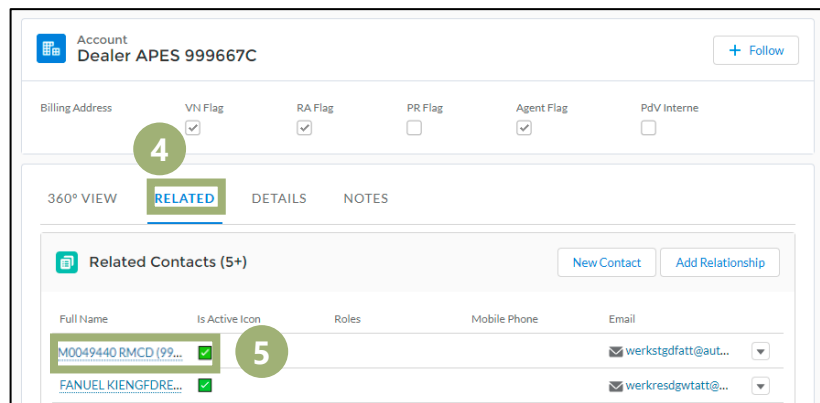 Account
Dealer APES 999667C
+ Follow
Billing Address VN Flag RA Flag PR Flag Agent Flag PdV Interne
4
360° VIEW RELATED DETAILS NOTES
Related Contacts (5+) New Contact Add Relationship
Full Name Is Active Icon Roles Mobile Phone Email
M0049440 RMCD (99... 5 werkstgdfatt@aut...
FANUEL KIENGFDRE... werkresdgwtatt@...